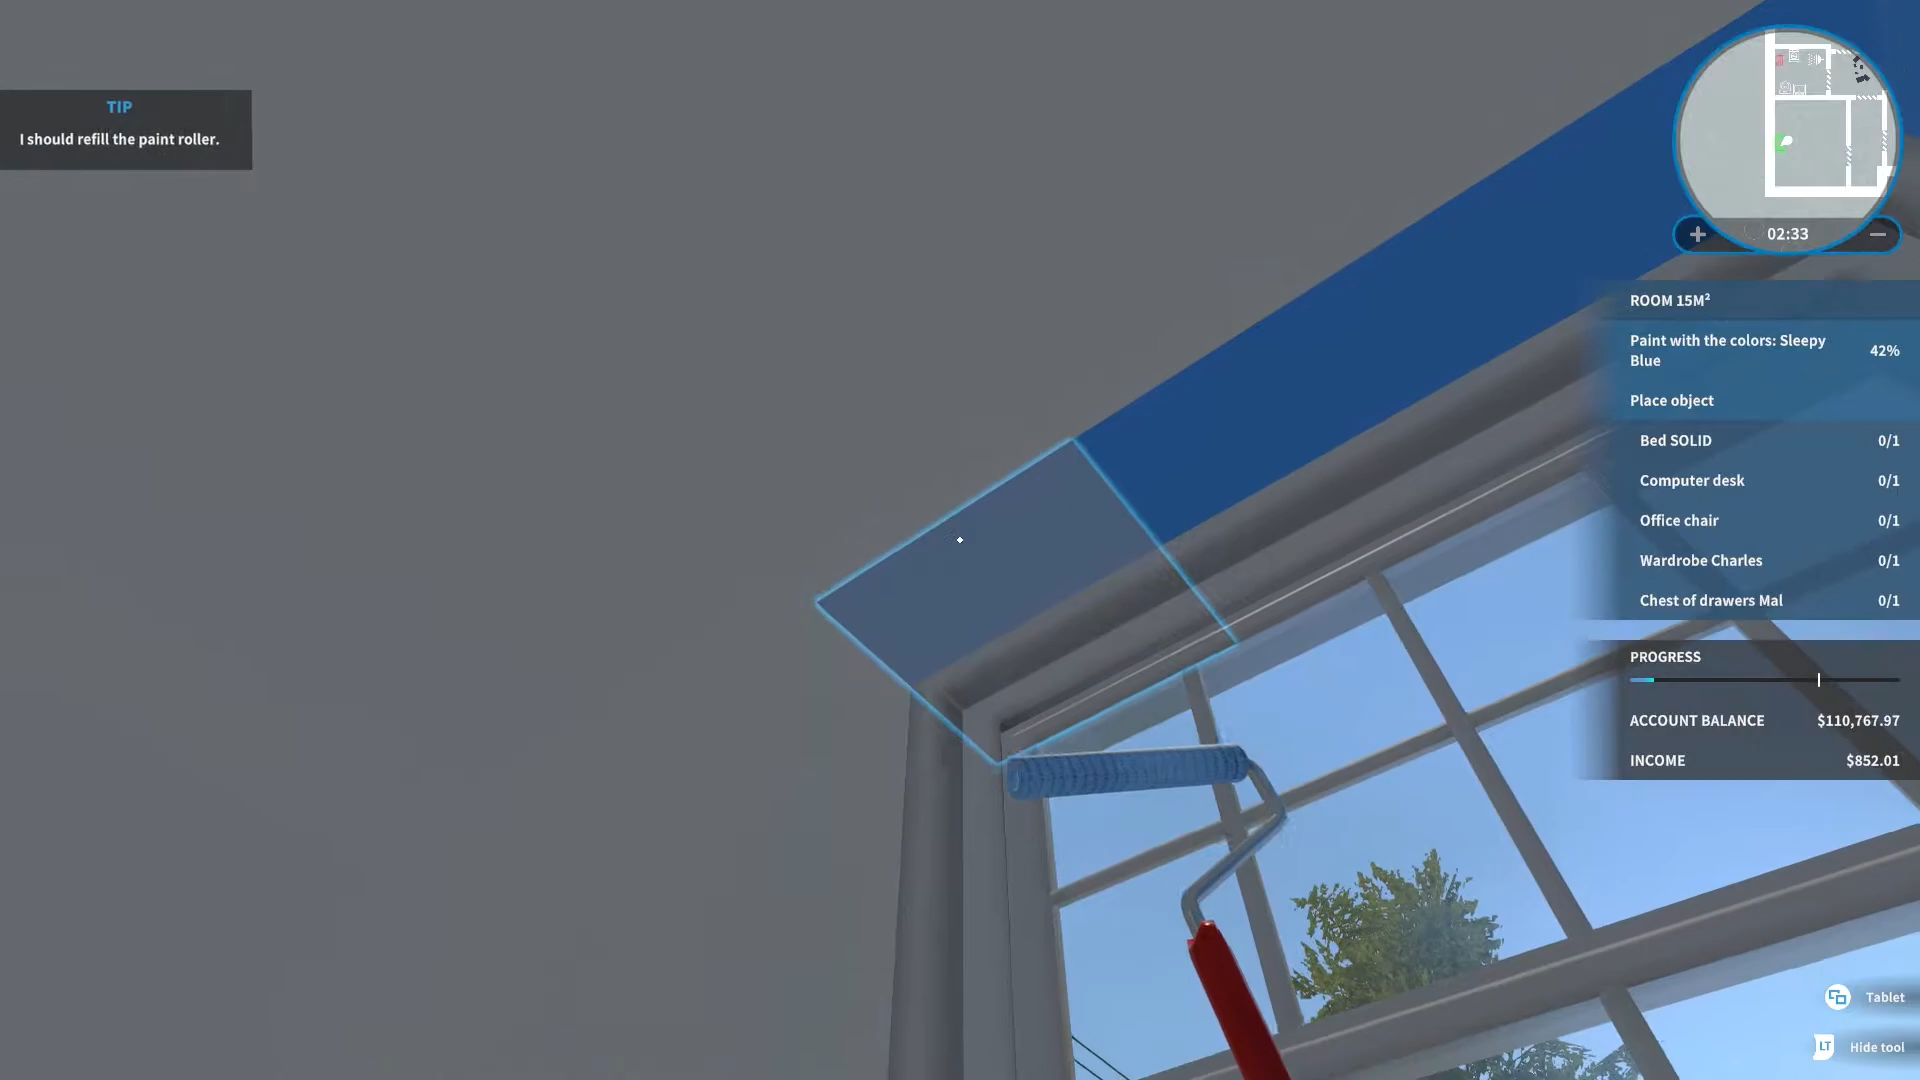 TIP
I should refill the paint roller.
02:33
ROOM 15M²
Paint with the colors: Sleepy
Blue
42%
Place object
Bed SOLID 0/1
Computer desk 0/1
Office chair 0/1
Wardrobe Charles 0/1
Chest of drawers Mal 0/1
PROGRESS
ACCOUNT BALANCE $110,767.97
INCOME $852.01
Tablet
LT Hide tool